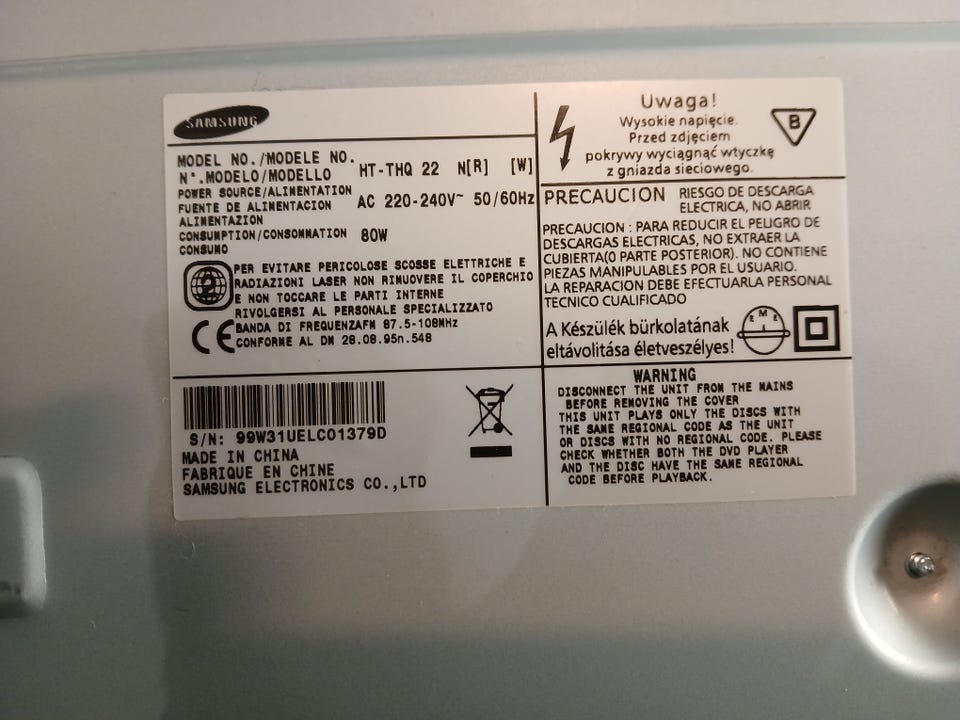 SAMSUNG
MODEL NO./MODELE NO.
N°.MODELO/MODELLO
HT-THQ 22 N[R] [W]
POWER SOURCE/ALIMENTATION
FUENTE DE ALIMENTACION
ALIMENTAZION
AC 220-240V~ 50/60Hz
CONSUMPTION/CONSOMMATION
CONSUMO
80W
2
PER EVITARE PERICOLOSE SCOSSE ELETTRICHE E
RADIAZIONI LASER NON RIMUOVERE IL COPERCHIO
E NON TOCCARE LE PARTI INTERNE
RIVOLGERSI AL PERSONALE SPECIALIZZATO
CE
BANDA DI FREQUENZAFM 87.5-108MHz
CONFORME AL DM 28.08.95n.548
S/N: 99W31UELC01379D
MADE IN CHINA
FABRIQUE EN CHINE
SAMSUNG ELECTRONICS CO.,LTD
Uwaga!
Wysokie napięcie.
Przed zdjęciem
pokrywy wyciągnąć wtyczkę
z gniazda sieciowego.
B
PRECAUCION RIESGO DE DESCARGA
ELECTRICA, NO ABRIR
PRECAUCION : PARA REDUCIR EL PELIGRO DE
DESCARGAS ELECTRICAS, NO EXTRAER LA
CUBIERTA(O PARTE POSTERIOR). NO CONTIENE
PIEZAS MANIPULABLES POR EL USUARIO.
LA REPARACION DEBE EFECTUARLA PERSONAL
TECNICO CUALIFICADO
A Készülék bürkolatának
eltávolitása életveszélyes!
E M E
I
WARNING
DISCONNECT THE UNIT FROM THE MAINS
BEFORE REMOVING THE COVER
THIS UNIT PLAYS ONLY THE DISCS WITH
THE SAME REGIONAL CODE AS THE UNIT
OR DISCS WITH NO REGIONAL CODE. PLEASE
CHECK WHETHER BOTH THE DVD PLAYER
AND THE DISC HAVE THE SAME REGIONAL
CODE BEFORE PLAYBACK.